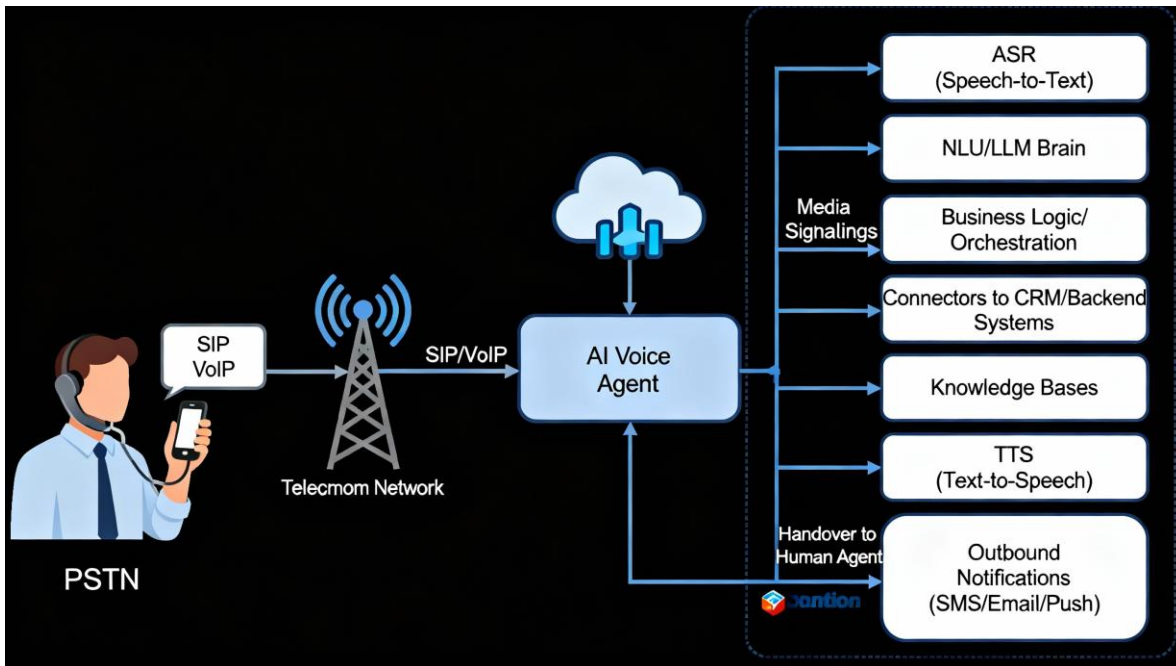 SIP
VoIP
PSTN
Telecmom Network
SIP/VoIP
AI Voice
Agent
Media
Signalings
Handover to
Human Agent
ASR
(Speech-to-Text)
NLU/LLM Brain
Business Logic/
Orchestration
Connectors to CRM/Backend
Systems
Knowledge Bases
TTS
(Text-to-Speech)
Outbound
Notifications
(SMS/Email/Push)